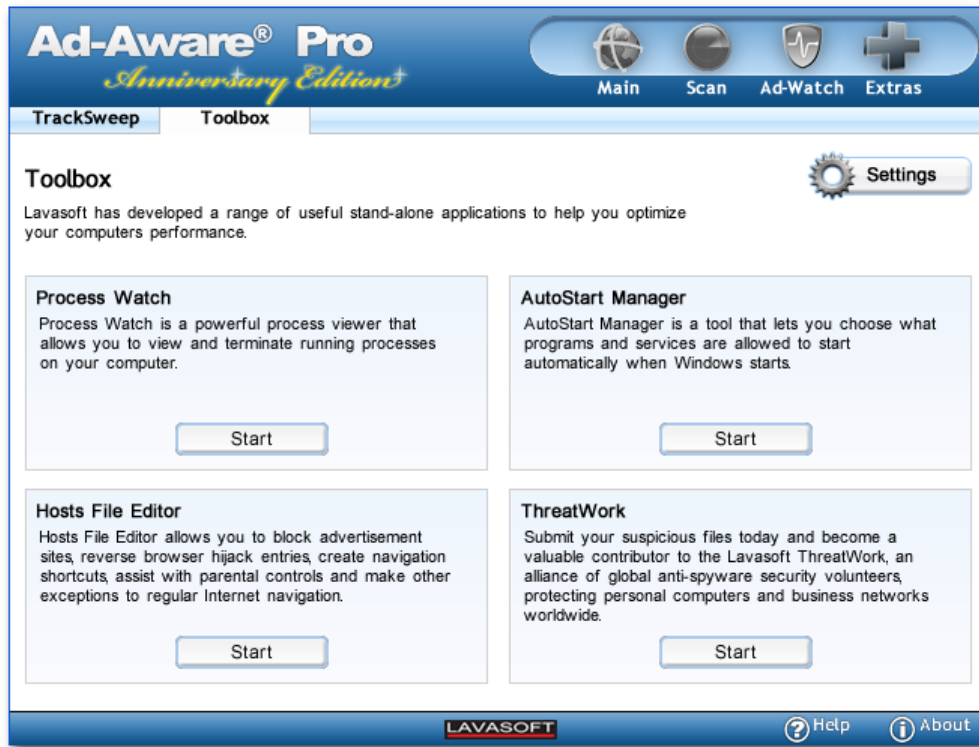 Ad-Aware® Pro
Anniversary Edition
Main Scan Ad-Watch Extras
TrackSweep Toolbox
Toolbox
Settings
Lavasoft has developed a range of useful stand-alone applications to help you optimize
your computers performance.
Process Watch
Process Watch is a powerful process viewer that
allows you to view and terminate running processes
on your computer.
Start
AutoStart Manager
AutoStart Manager is a tool that lets you choose what
programs and services are allowed to start
automatically when Windows starts.
Start
Hosts File Editor
Hosts File Editor allows you to block advertisement
sites, reverse browser hijack entries, create navigation
shortcuts, assist with parental controls and make other
exceptions to regular Internet navigation.
Start
ThreatWork
Submit your suspicious files today and become a
valuable contributor to the Lavasoft ThreatWork, an
alliance of global anti-spyware security volunteers,
protecting personal computers and business networks
worldwide.
Start
LAVASOFT
Help
About